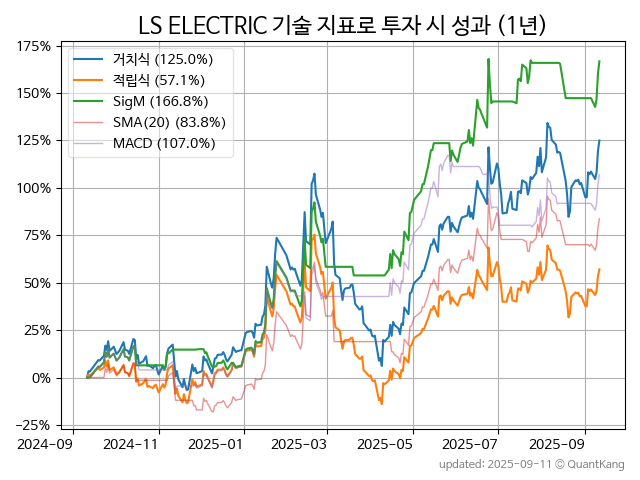 LS ELECTRIC 기술 지표로 투자 시 성과 (1년)
175%
150%
125%
100%
75%
50%
25%
0%
−25%
거치식 (125.0%)
적립식 (57.1%)
SigM (166.8%)
SMA(20) (83.8%)
MACD (107.0%)
2024-09 2024-11 2025-01 2025-03 2025-05 2025-07 2025-09
updated: 2025-09-11 © QuantKang